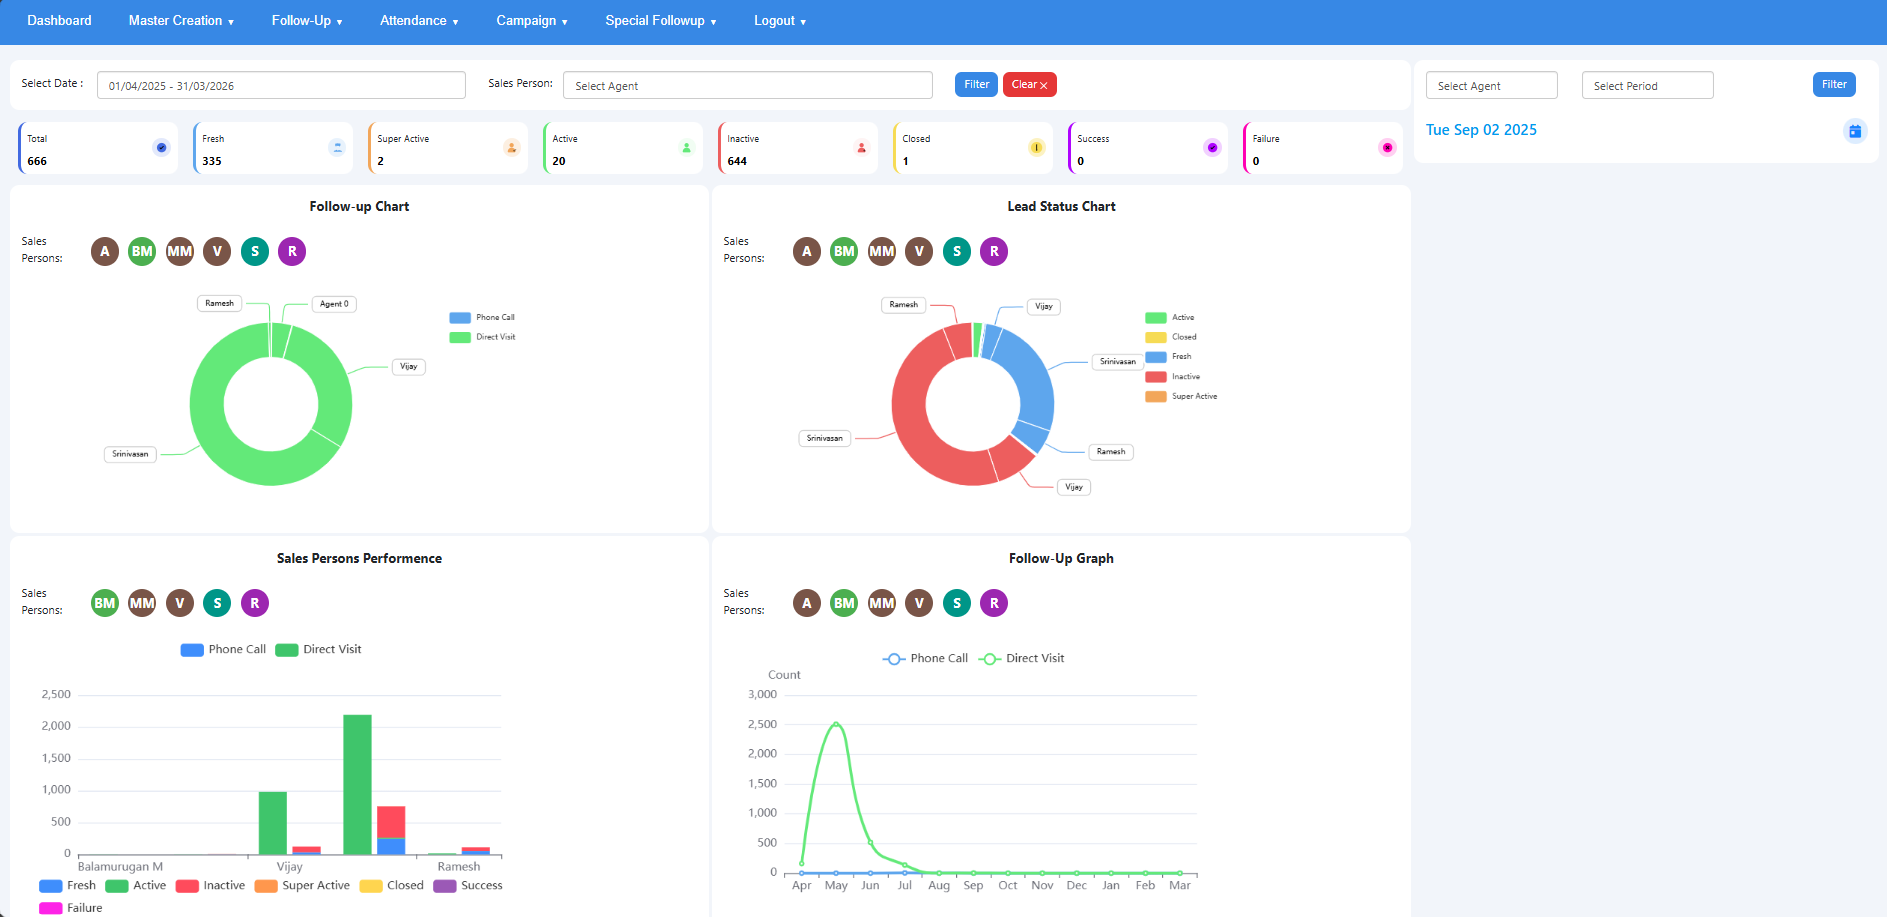 Dashboard Master Creation ▼ Follow-Up ▼ Attendance ▼ Campaign ▼ Special Followup ▼ Logout ▼
Select Date : 01/04/2025 - 31/03/2026 Sales Person: Select Agent Filter Clear ×
Select Agent Select Period Filter
Tue Sep 02 2025
Total
666
Fresh
335
Super Active
2
Active
20
Inactive
644
Closed
1
Success
0
Failure
0
Follow-up Chart
Sales
Persons:
A BM MM V S R
Ramesh
Agent 0
Vijay
Srinivasan
Phone Call
Direct Visit
Lead Status Chart
Sales
Persons:
A BM MM V S R
Ramesh
Vijay
Srinivasan
Ramesh
Vijay
Srinivasan
Active
Closed
Fresh
Inactive
Super Active
Sales Persons Performence
Sales
Persons:
BM MM V S R
Phone Call Direct Visit
2,500
2,000
1,500
1,000
500
0
Balamurugan M Vijay Ramesh
Fresh Active Inactive Super Active Closed Success
Failure
Follow-Up Graph
Sales
Persons:
A BM MM V S R
Phone Call Direct Visit
Count
3,000
2,500
2,000
1,500
1,000
500
0
Apr May Jun Jul Aug Sep Oct Nov Dec Jan Feb Mar